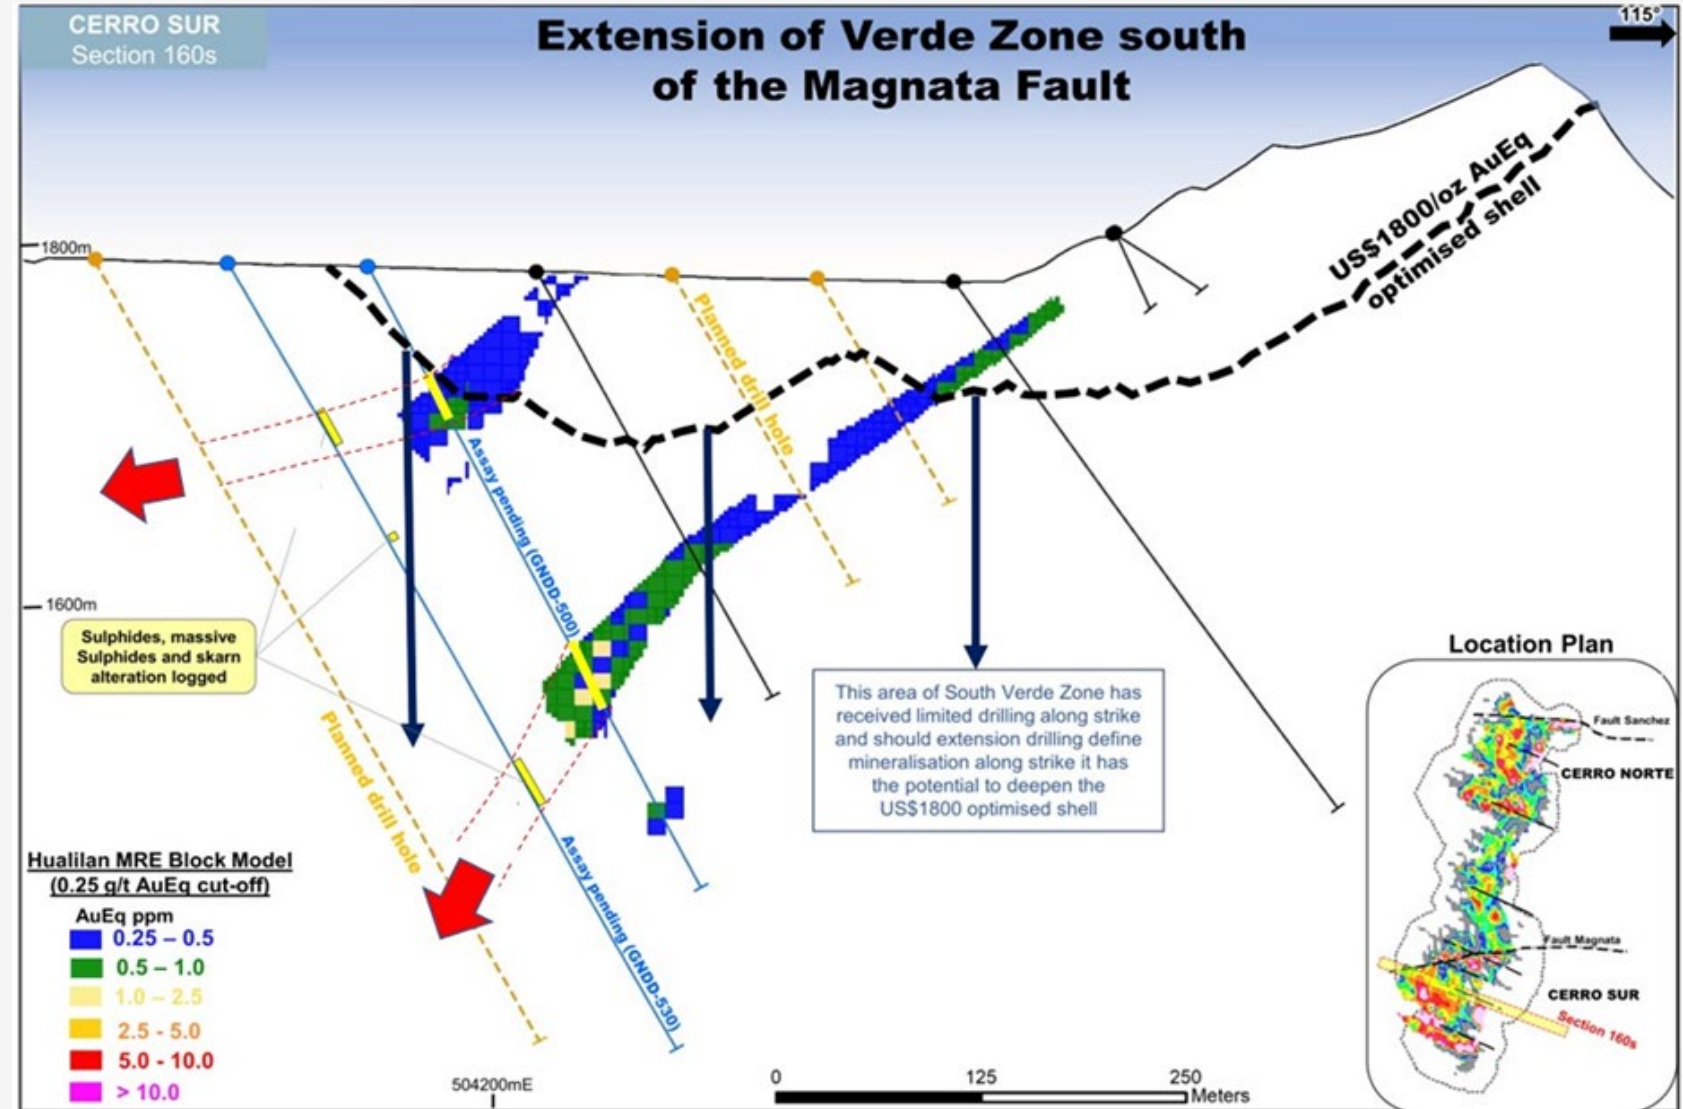 CERRO SUR
Section 160s
Extension of Verde Zone south
of the Magnata Fault
115°
US$1800/oz AuEq
optimised shell
1800m
Planned drill hole
Assay pending (GNDD-500)
1600m
Sulphides, massive
Sulphides and skarn
alteration logged
This area of South Verde Zone has
received limited drilling along strike
and should extension drilling define
mineralisation along strike it has
the potential to deepen the
US$1800 optimised shell
Planned drill hole
Assay pending (GNDD-530)
Location Plan
Fault Sanchez
CERRO NORTE
Fault Magnata
CERRO SUR
Section 160s
Hualilan MRE Block Model
(0.25 g/t AuEq cut-off)
AuEq ppm
0.25 – 0.5
0.5 – 1.0
1.0 – 2.5
2.5 - 5.0
5.0 - 10.0
> 10.0
504200mE
0 125 250
Meters